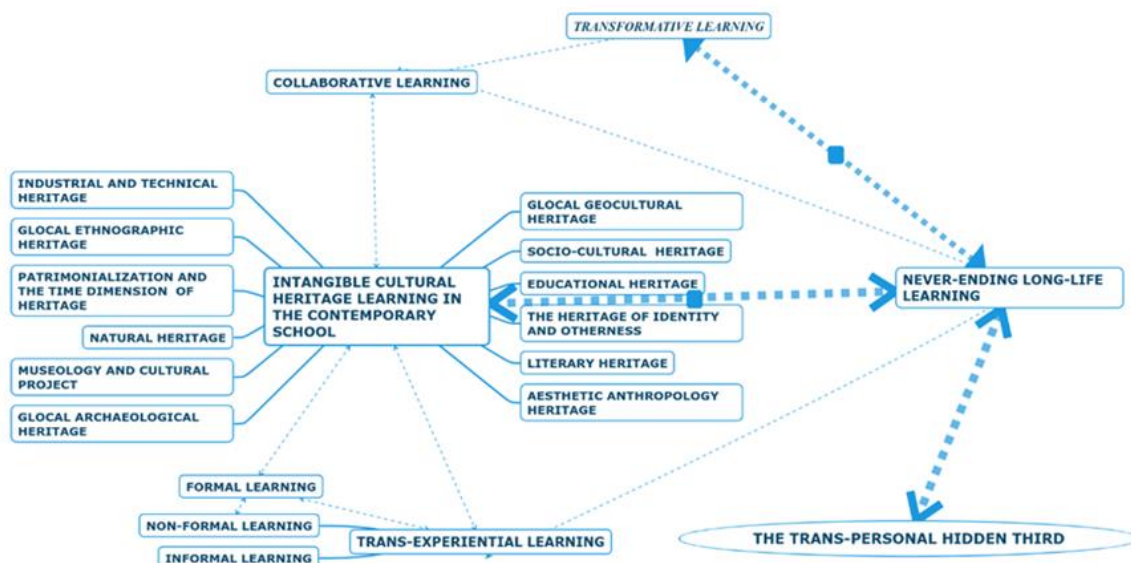 TRANSFORMATIVE LEARNING
COLLABORATIVE LEARNING
INDUSTRIAL AND TECHNICAL
HERITAGE
GLOCAL ETHNOGRAPHIC
HERITAGE
PATRIMONIALIZATION AND
THE TIME DIMENSION OF
HERITAGE
NATURAL HERITAGE
MUSEOLOGY AND CULTURAL
PROJECT
GLOCAL ARCHAEOLOGICAL
HERITAGE
INTANGIBLE CULTURAL
HERITAGE LEARNING IN
THE CONTEMPORARY
SCHOOL
GLOCAL GEOCULTURAL
HERITAGE
SOCIO-CULTURAL HERITAGE
EDUCATIONAL HERITAGE
THE HERITAGE OF IDENTITY
AND OTHERNESS
LITERARY HERITAGE
AESTHETIC ANTHROPOLOGY
HERITAGE
NEVER-ENDING LONG-LIFE
LEARNING
FORMAL LEARNING
NON-FORMAL LEARNING
INFORMAL LEARNING
TRANS-EXPERIENTIAL LEARNING
THE TRANS-PERSONAL HIDDEN THIRD